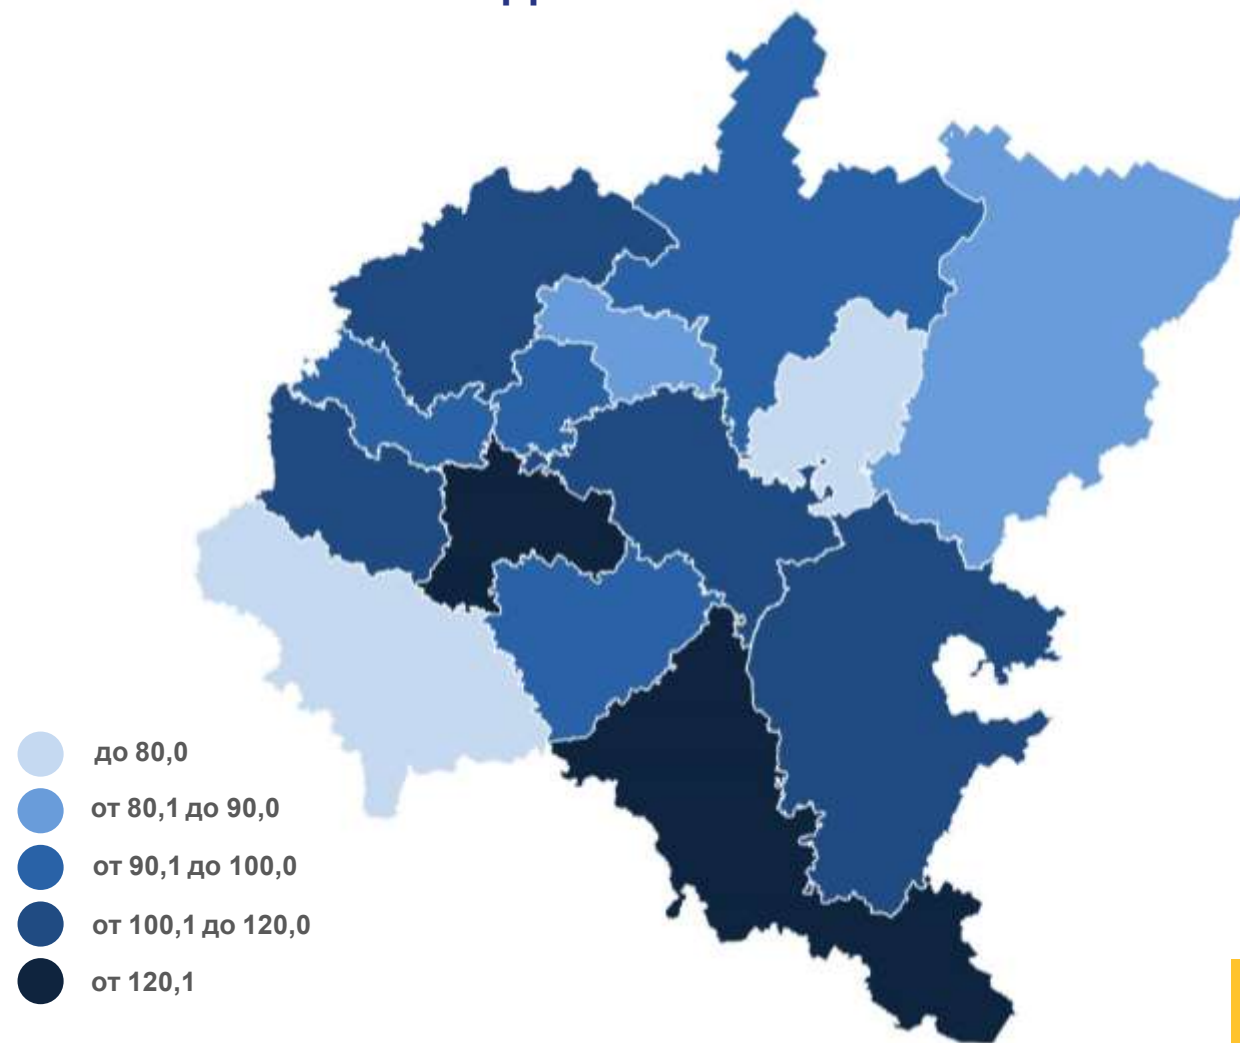 до 80,0
от 80,1 до 90,0
от 90,1 до 100,0
от 100,1 до 120,0
от 120,1